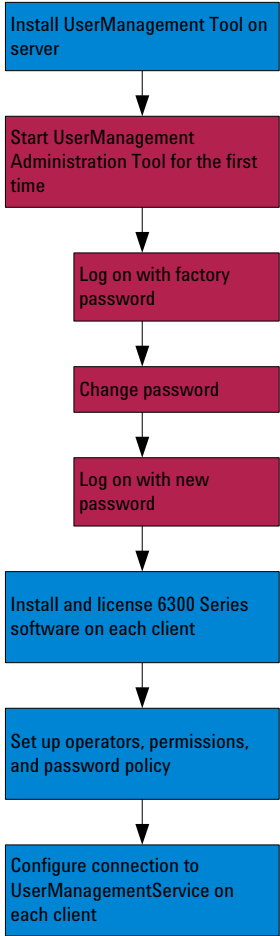 Install UserManagement Tool on
server
Start UserManagement
Administration Tool for the first
time
Log on with factory
password
Change password
Log on with new
password
Install and license 6300 Series
software on each client
Set up operators, permissions,
and password policy
Configure connection to
UserManagementService on
each client